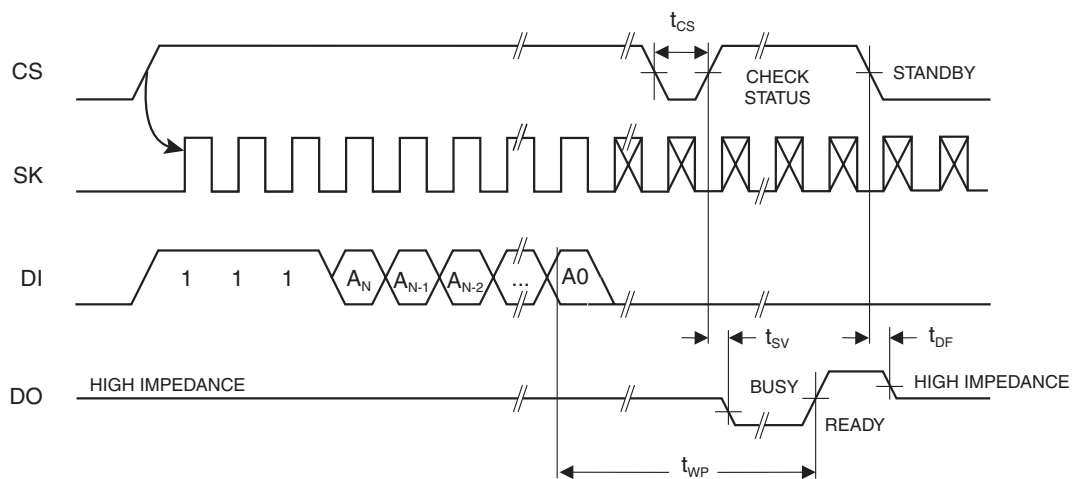 t_CS
CS
CHECK STATUS
STANDBY
SK
DI
1 1 1 A_N A_N-1 A_N-2 ... A0
t_SV
t_DF
DO
HIGH IMPEDANCE
BUSY
HIGH IMPEDANCE
READY
t_WP